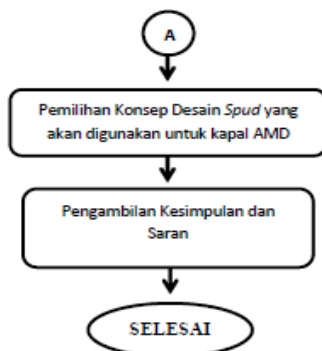 A
Pemilihan Konsep Desain Spud yang
akan digunakan untuk kapal AMD
Pengambilan Kesimpulan dan
Saran
SELESAI